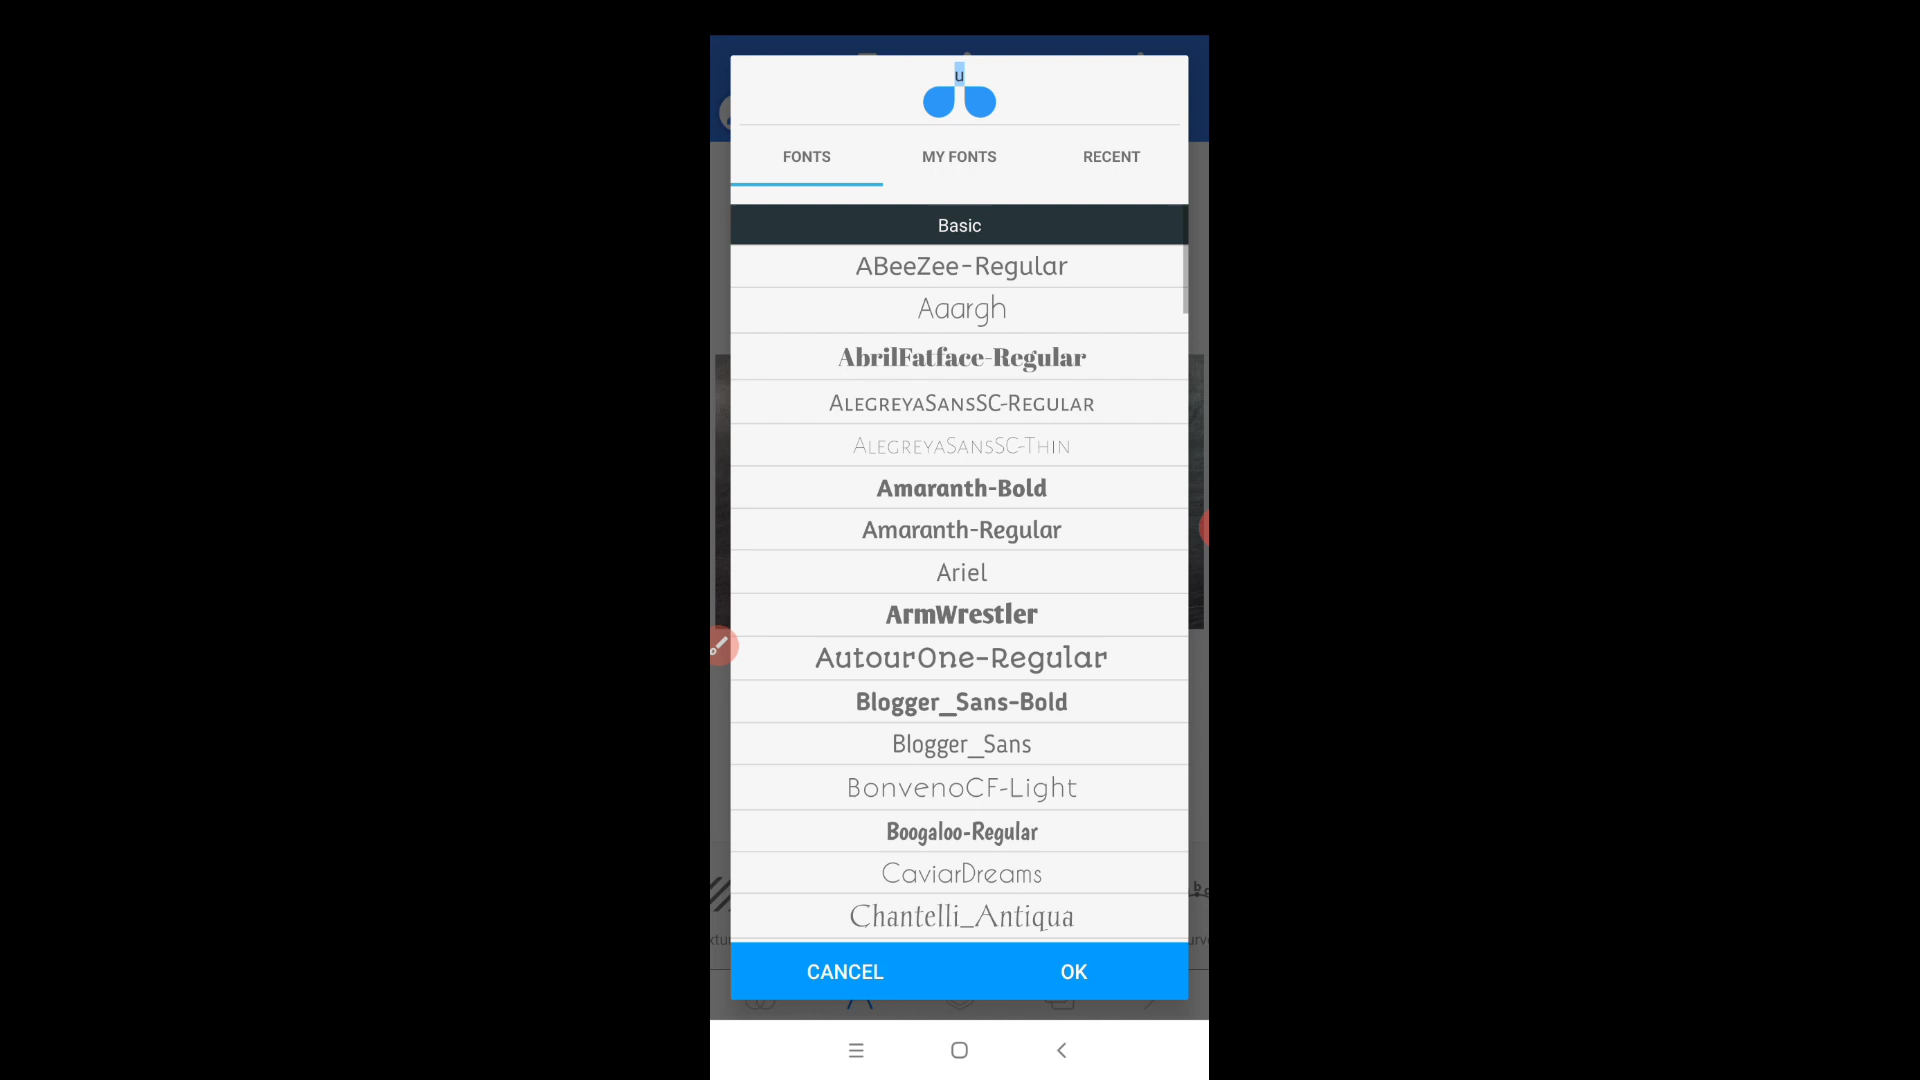 u
FONTS MY FONTS RECENT
Basic
ABeeZee-Regular
Aaargh
AbrilFatface-Regular
AlegreyaSansSC-Regular
AlegreyaSansSC-Thin
Amaranth-Bold
Amaranth-Regular
Ariel
ArmWrestler
AutourOne-Regular
Blogger_Sans-Bold
Blogger_Sans
BonvenoCF-Light
Boogaloo-Regular
CaviarDreams
Chantelli_Antiqua
CANCEL OK